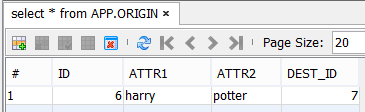 select * from APP.ORIGIN ×
Page Size: 20
# ID ATTR1 ATTR2 DEST_ID
1 6 harry potter 7